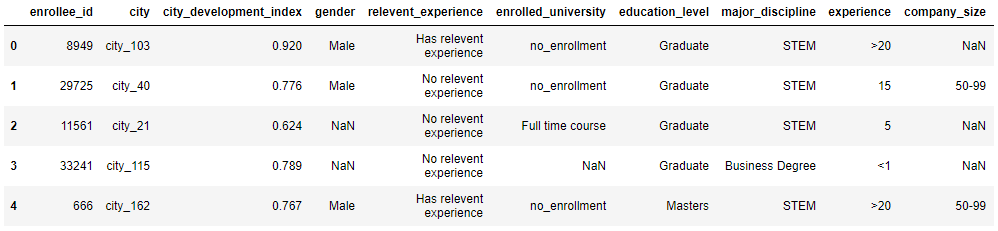 enrollee_id city city_development_index gender relevent_experience enrolled_university education_level major_discipline experience company_size
0 8949 city_103 0.920 Male Has relevent experience no_enrollment Graduate STEM >20 NaN
1 29725 city_40 0.776 Male No relevent experience no_enrollment Graduate STEM 15 50-99
2 11561 city_21 0.624 NaN No relevent experience Full time course Graduate STEM 5 NaN
3 33241 city_115 0.789 NaN No relevent experience NaN Graduate Business Degree <1 NaN
4 666 city_162 0.767 Male Has relevent experience no_enrollment Masters STEM >20 50-99